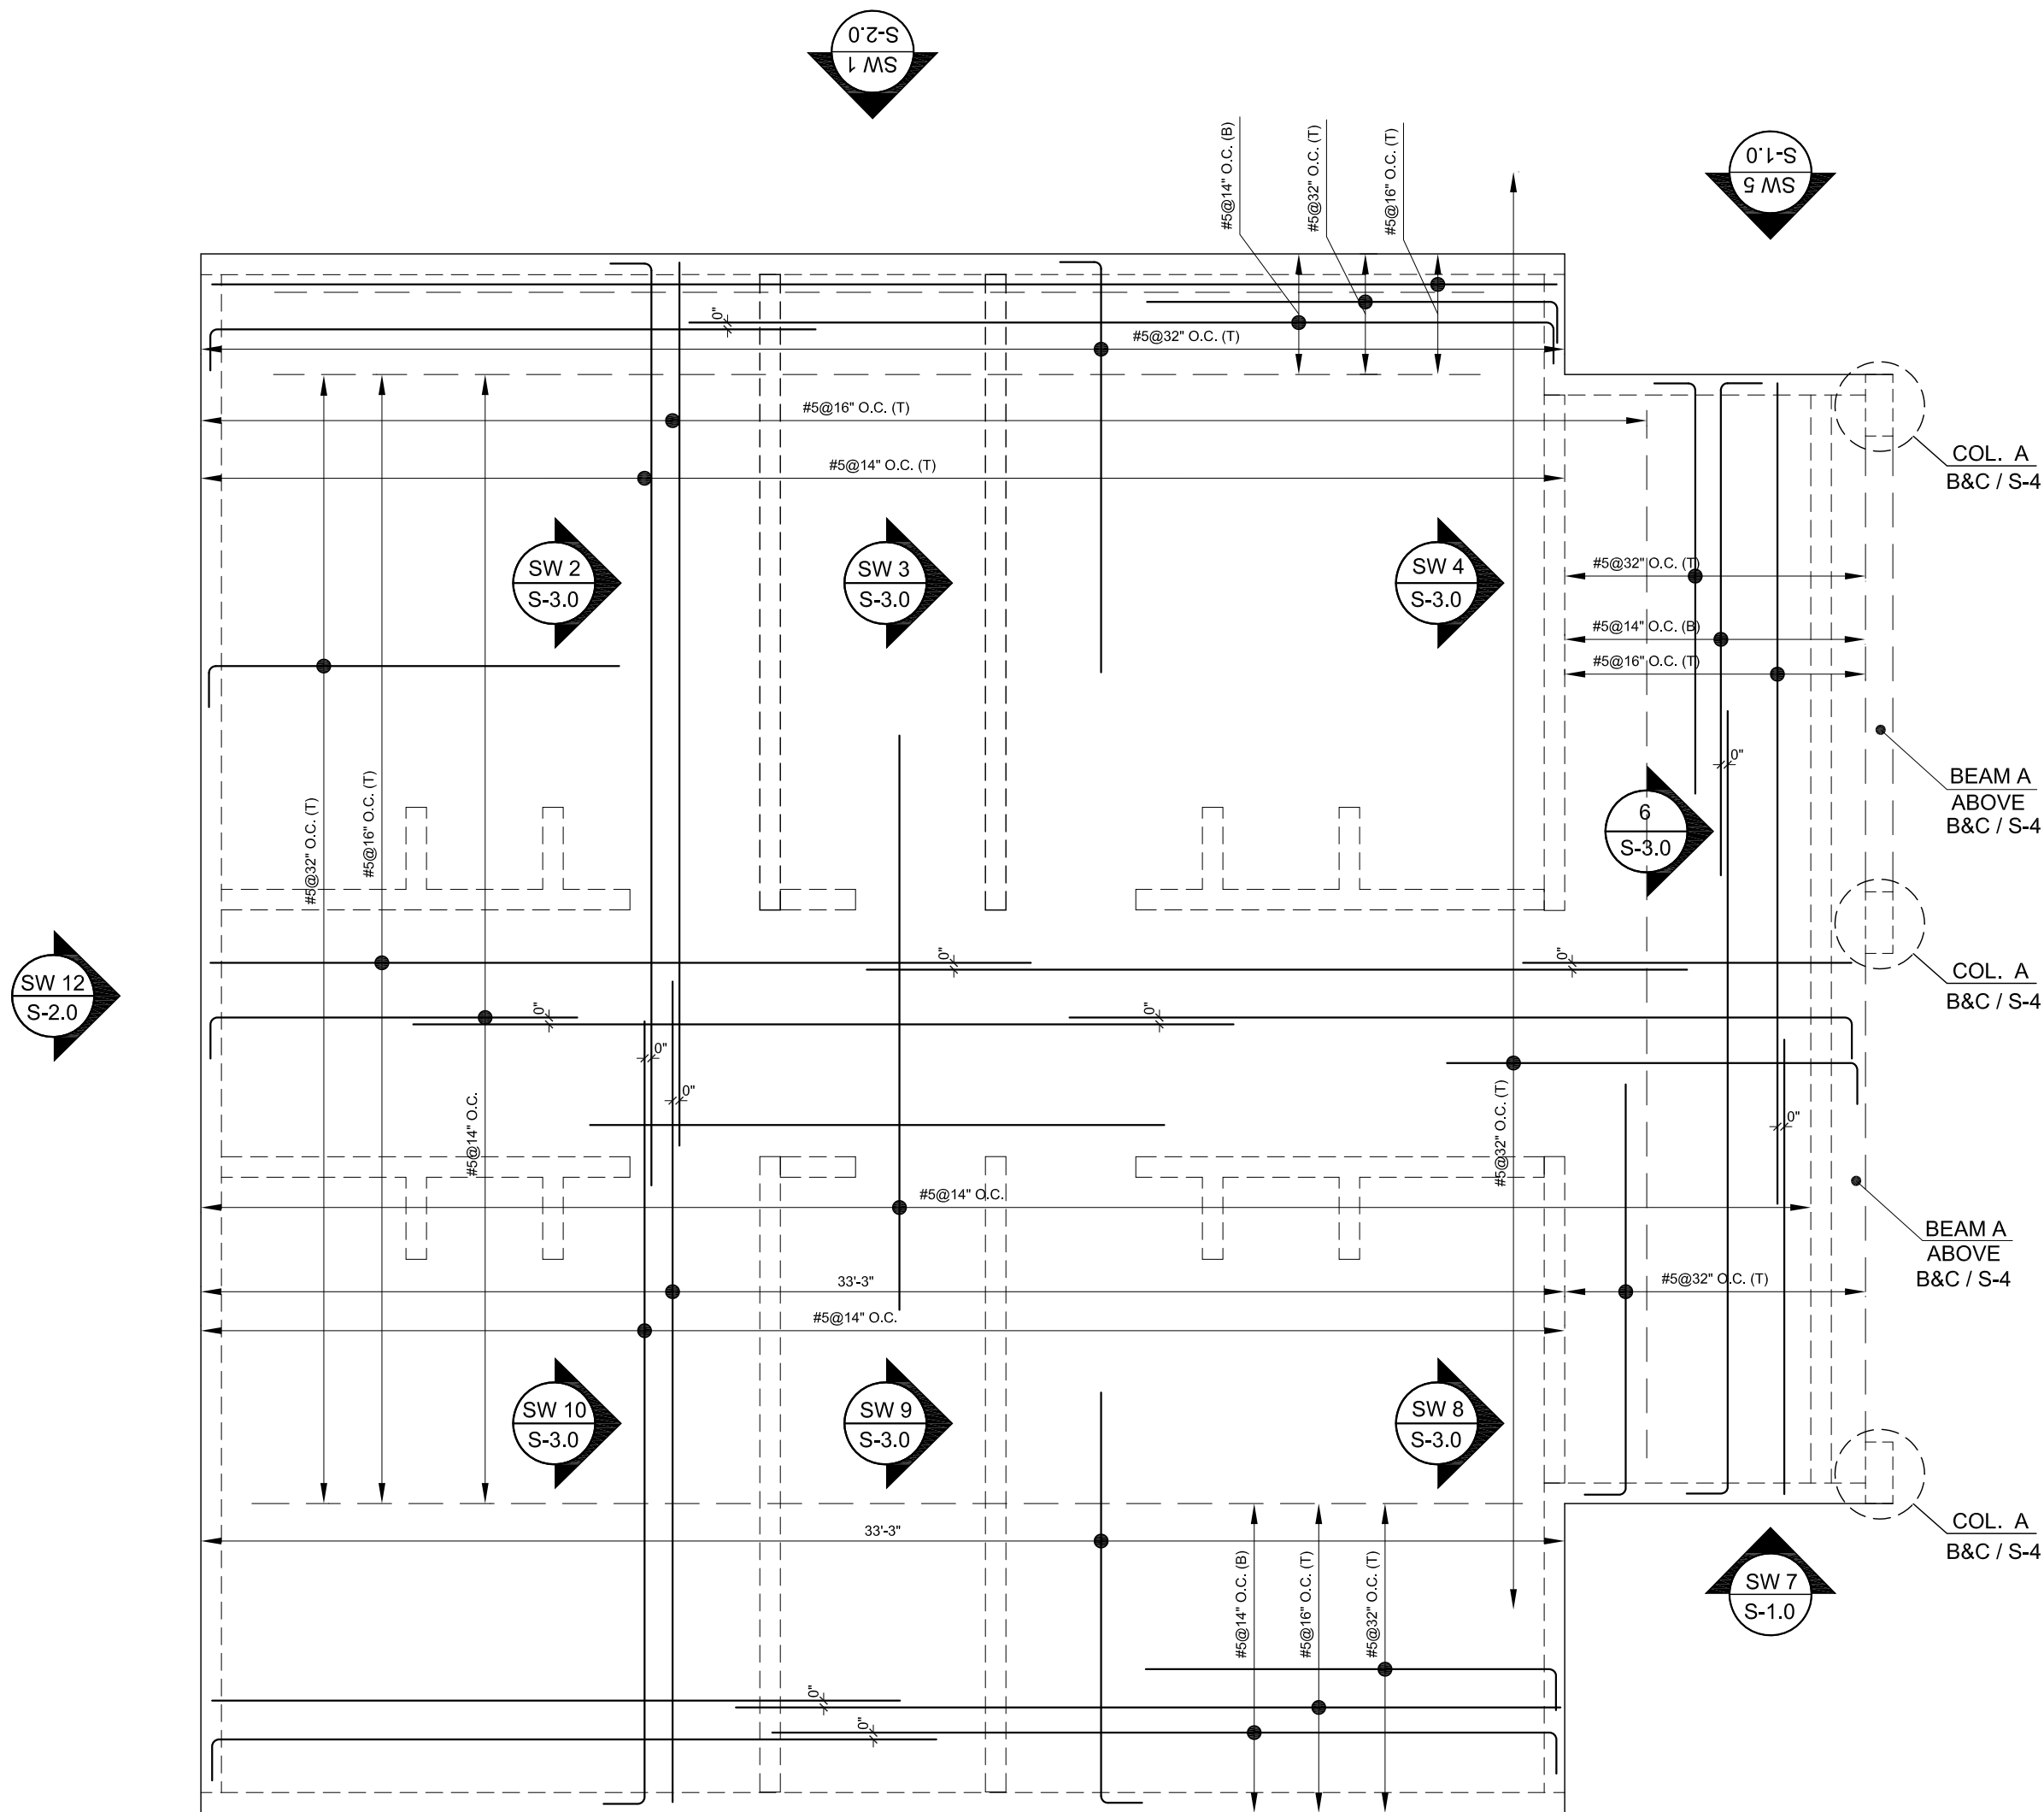 S-2.0
SW 1
S-1.0
SW 5
#5@14" O.C. (B)
#5@32" O.C. (T)
#5@16" O.C. (T)
0"
#5@32" O.C. (T)
#5@16" O.C. (T)
#5@14" O.C. (T)
COL. A
B&C / S-4
SW 2
S-3.0
SW 3
S-3.0
SW 4
S-3.0
#5@32" O.C. (T)
#5@14" O.C. (B)
#5@16" O.C. (T)
0"
BEAM A
ABOVE
B&C / S-4
#5@32" O.C. (T)
#5@16" O.C. (T)
6
S-3.0
SW 12
S-2.0
0"
0"
COL. A
B&C / S-4
0"
0"
0"
0"
#5@14" O.C.
#5@32" O.C. (T)
0"
#5@14" O.C.
BEAM A
ABOVE
B&C / S-4
33'-3"
#5@32" O.C. (T)
#5@14" O.C.
SW 10
S-3.0
SW 9
S-3.0
SW 8
S-3.0
33'-3"
COL. A
B&C / S-4
#5@14" O.C. (B)
#5@16" O.C. (T)
#5@32" O.C. (T)
SW 7
S-1.0
0"
0"